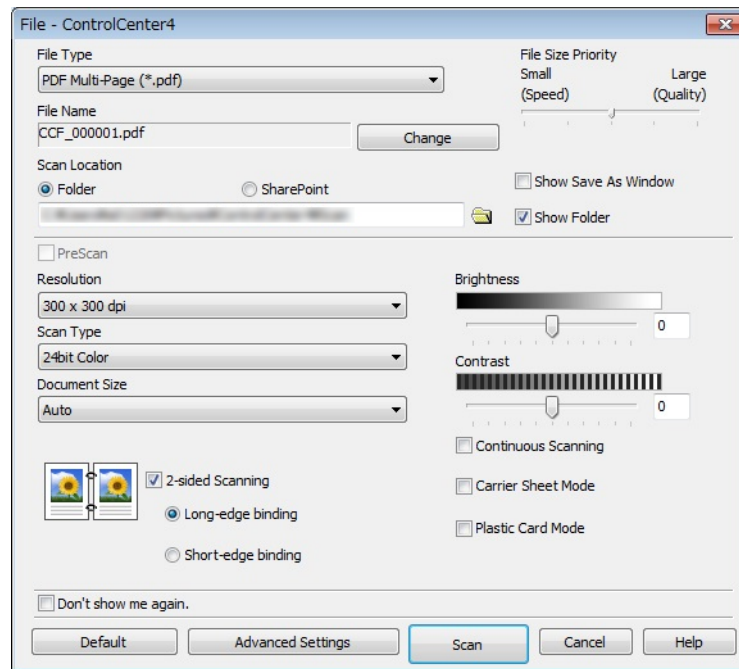 File - ControlCenter4
File Type
PDF Multi-Page (*.pdf)
File Size Priority
Small Large
(Speed) (Quality)
File Name
CCF_000001.pdf
Change
Scan Location
Folder SharePoint
Show Save As Window
Show Folder
PreScan
Resolution
300 x 300 dpi
Scan Type
24bit Color
Document Size
Auto
Brightness
0
Contrast
0
Continuous Scanning
Carrier Sheet Mode
Plastic Card Mode
2-sided Scanning
Long-edge binding
Short-edge binding
Don't show me again.
Default Advanced Settings Scan Cancel Help